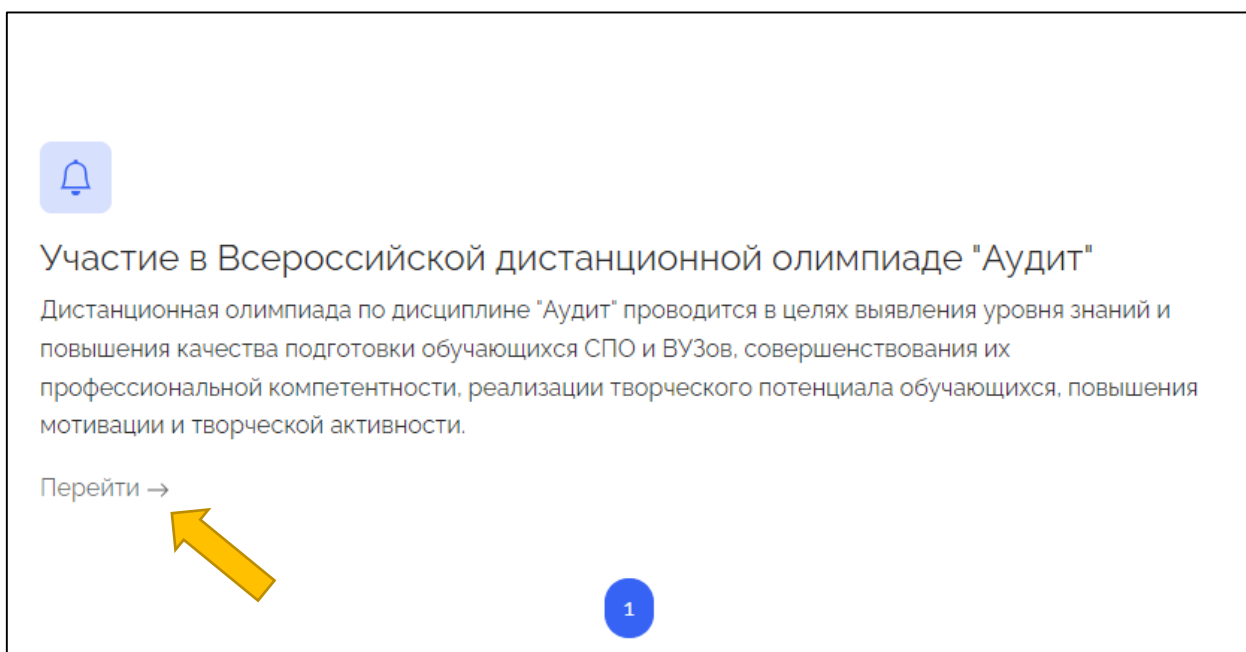 Участие в Всероссийской дистанционной олимпиаде "Аудит"
Дистанционная олимпиада по дисциплине "Аудит" проводится в целях выявления уровня знаний и
повышения качества подготовки обучающихся СПО и ВУЗов, совершенствования их
профессиональной компетентности, реализации творческого потенциала обучающихся, повышения
мотивации и творческой активности.
Перейти →
1